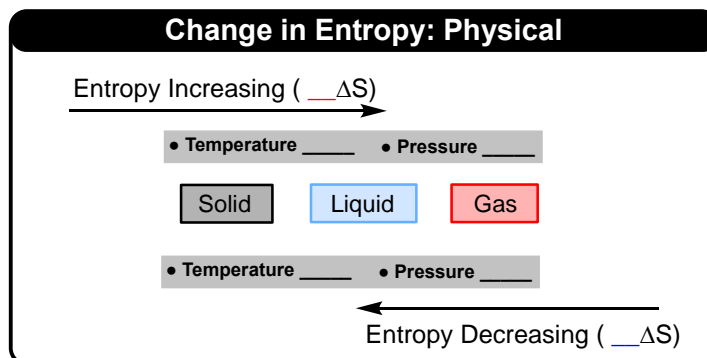 Change in Entropy: Physical
Entropy Increasing ( __ΔS)
● Temperature _____ ● Pressure _____
Solid Liquid Gas
● Temperature _____ ● Pressure _____
Entropy Decreasing ( __ΔS)